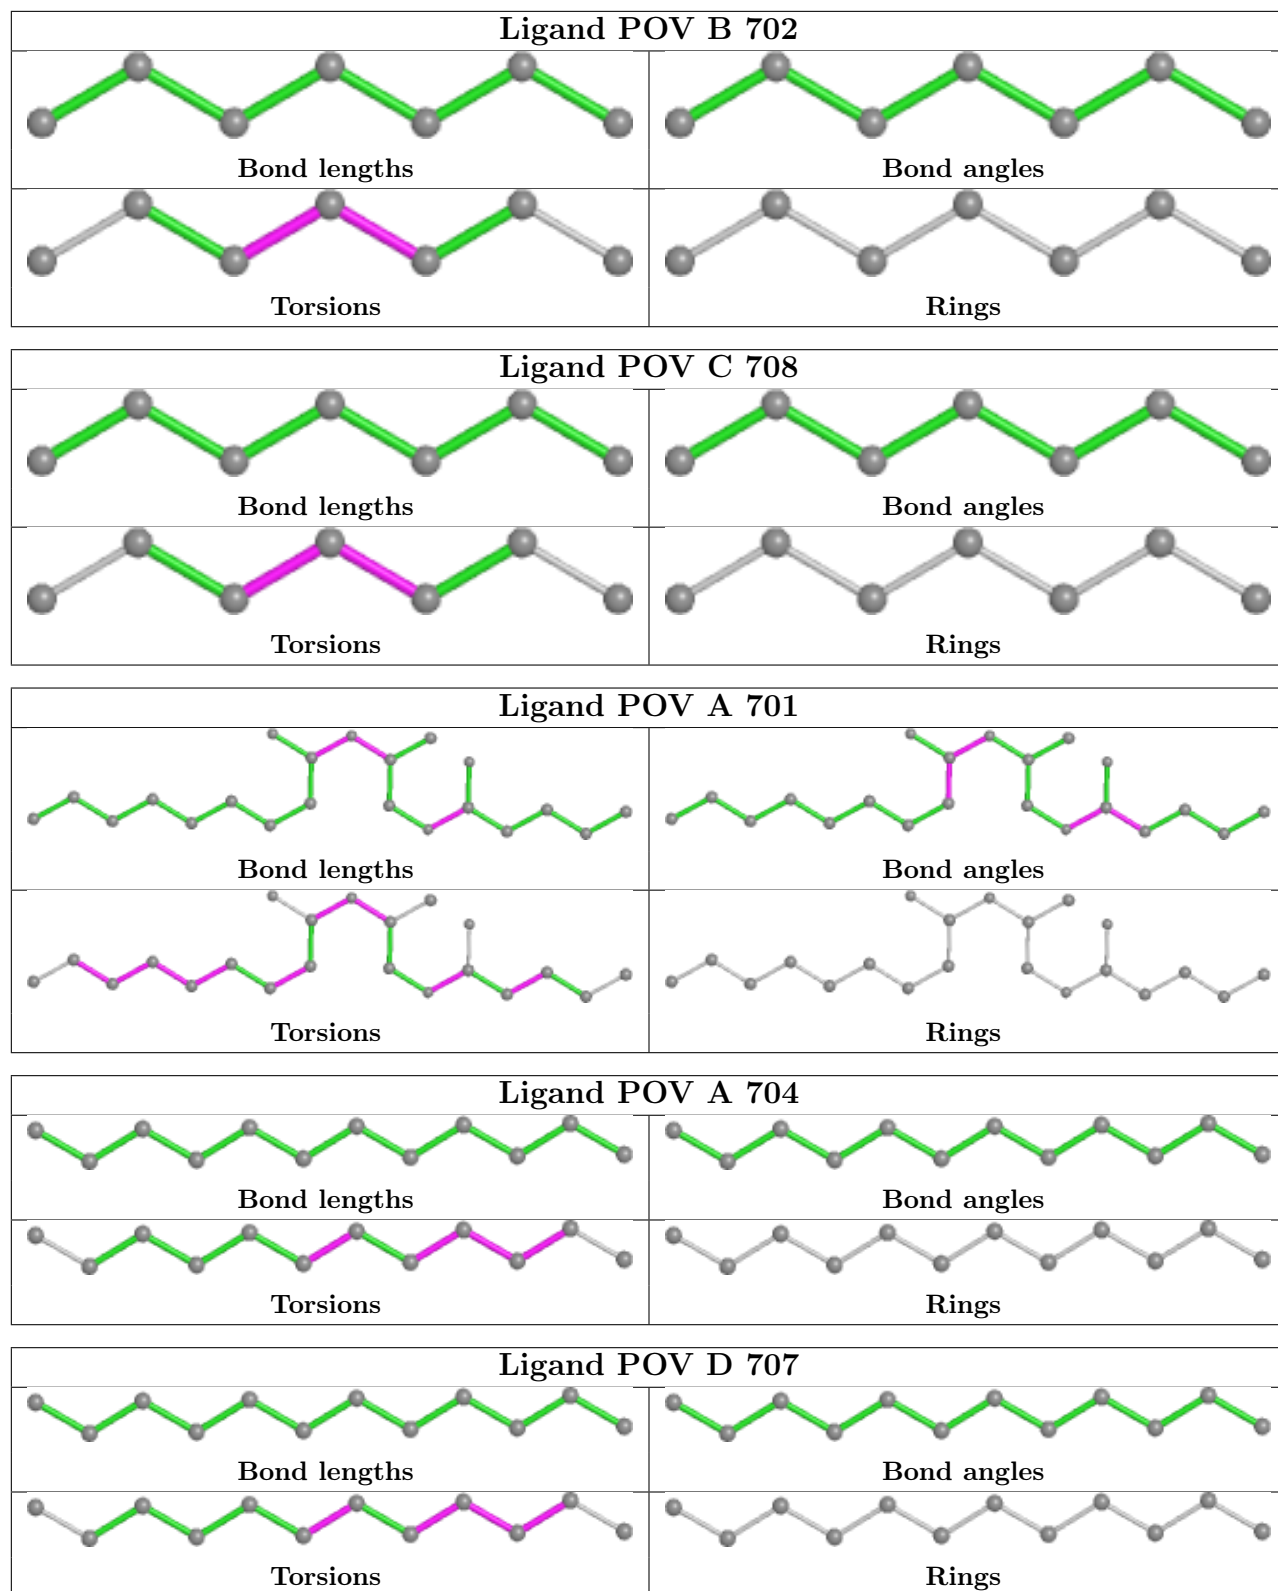 Ligand POV B 702
Bond lengths
Bond angles
Torsions
Rings
Ligand POV C 708
Bond lengths
Bond angles
Torsions
Rings
Ligand POV A 701
Bond lengths
Bond angles
Torsions
Rings
Ligand POV A 704
Bond lengths
Bond angles
Torsions
Rings
Ligand POV D 707
Bond lengths
Bond angles
Torsions
Rings